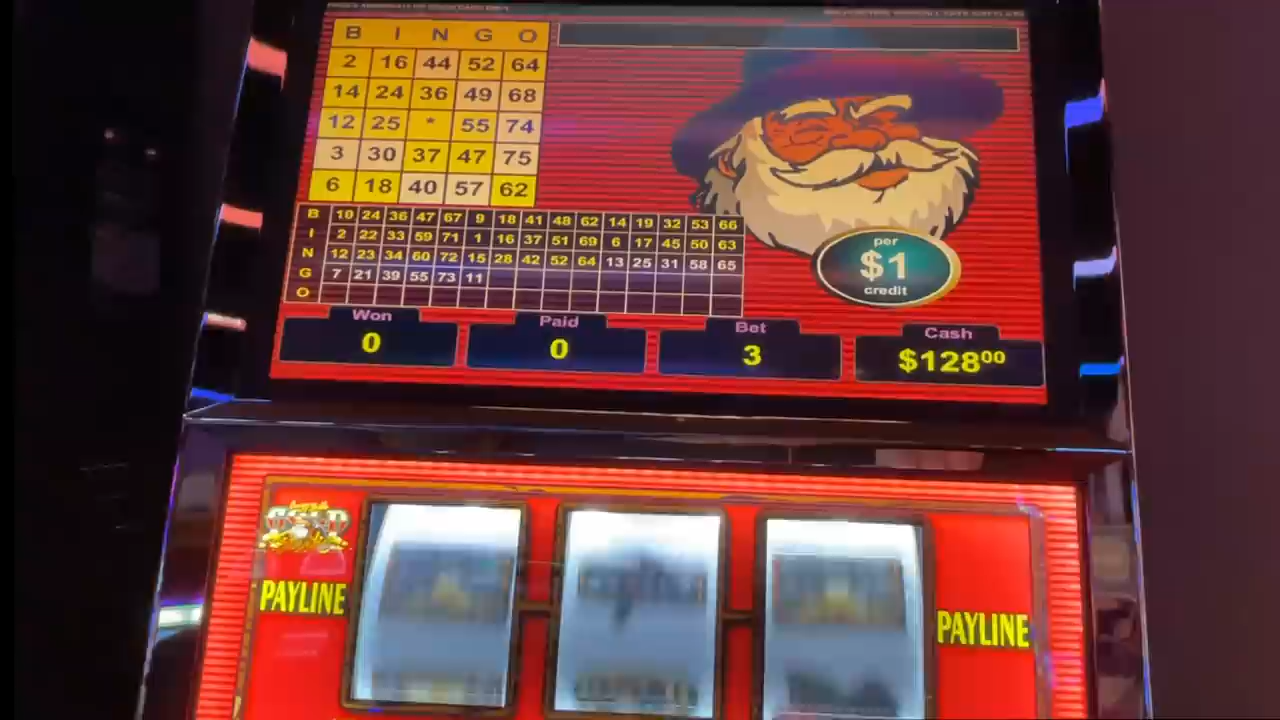 B I N G O
2 16 44 52 64
14 24 36 49 68
12 25 * 55 74
3 30 37 47 75
6 18 40 57 62
B 10 24 36 47 67 9 18 41 48 62 14 19 32 53 66
I 2 22 33 59 71 1 16 37 51 69 6 17 45 50 63
N 12 23 34 60 72 15 28 42 52 64 13 25 31 58 65
G 7 21 39 55 73 11
O
per
$1
credit
Won Paid Bet Cash
0 0 3 $128⁰⁰
GOLD
PAYLINE PAYLINE